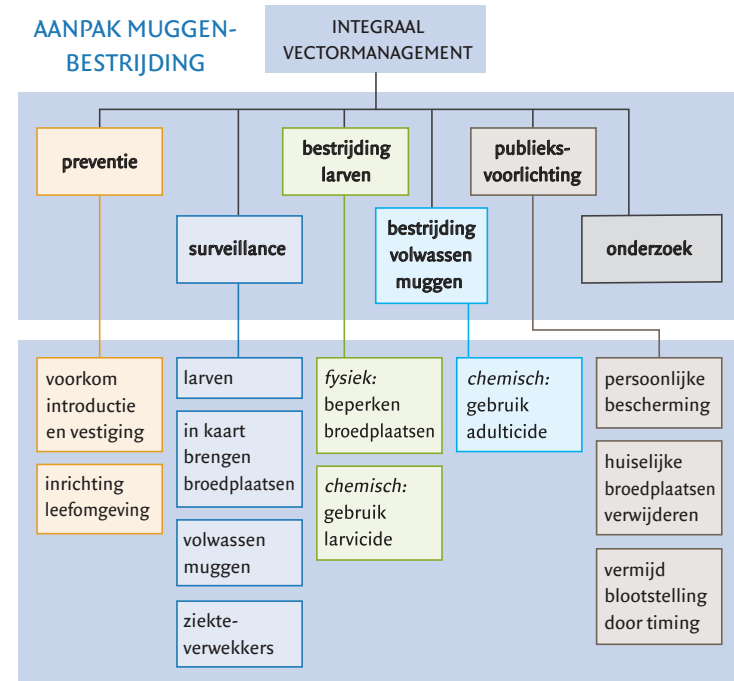 AANPAK MUGGEN-
BESTRIJDING
INTEGRAAL
VECTORMANAGEMENT
preventie
surveillance
bestrijding
larven
bestrijding
volwassen
muggen
publieks-
voorlichting
onderzoek
voorkom
introductie
en vestiging
inrichting
leefomgeving
larven
in kaart
brengen
broedplaatsen
volwassen
muggen
ziekte-
verwekkers
fysiek:
beperken
broedplaatsen
chemisch:
gebruik
larvicide
chemisch:
gebruik
adulticide
persoonlijke
bescherming
huiselijke
broedplaatsen
verwijderen
vermijd
blootstelling
door timing